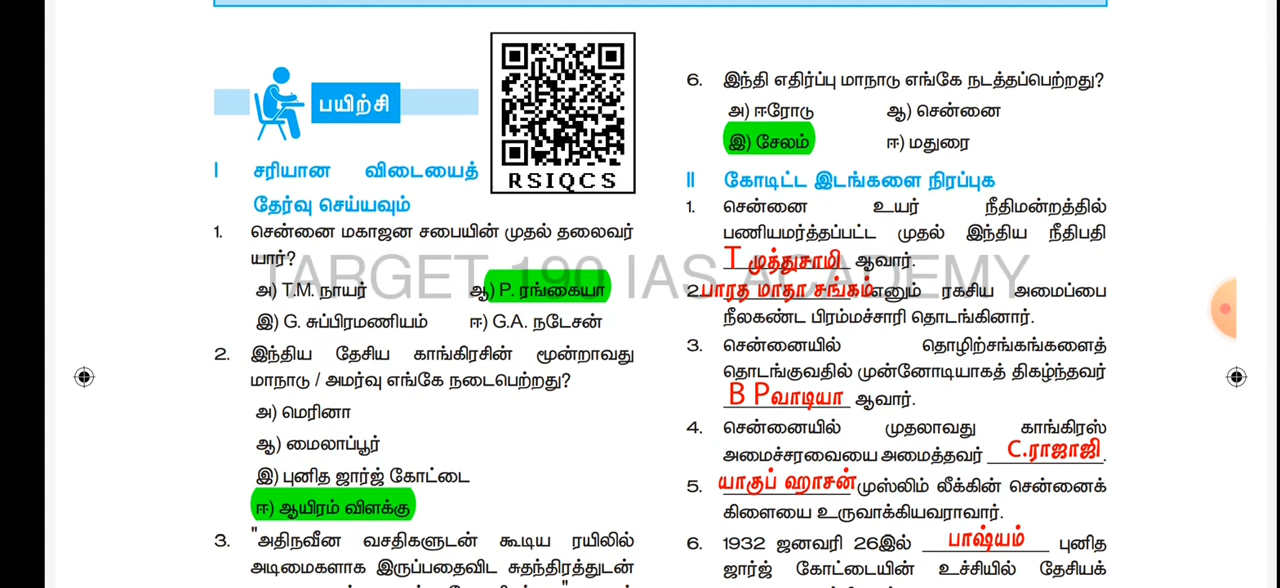 பயிற்சி
RSIQCS
I சரியான விடையைத்
தேர்வு செய்யவும்
1. சென்னை மகாஜன சபையின் முதல் தலைவர்
யார்?
அ) T.M. நாயர் ஆ) P. ரங்கையா
இ) G. சுப்பிரமணியம் ஈ) G.A. நடேசன்
2. இந்திய தேசிய காங்கிரசின் மூன்றாவது
மாநாடு / அமர்வு எங்கே நடைபெற்றது?
அ) மெரினா
ஆ) மைலாப்பூர்
இ) புனித ஜார்ஜ் கோட்டை
ஈ) ஆயிரம் விளக்கு
3. "அதிநவீன வசதிகளுடன் கூடிய ரயிலில்
அடிமைகளாக இருப்பதைவிட சுதந்திரத்துடன்
6. இந்தி எதிர்ப்பு மாநாடு எங்கே நடத்தப்பெற்றது?
அ) ஈரோடு ஆ) சென்னை
இ) சேலம் ஈ) மதுரை
II கோடிட்ட இடங்களை நிரப்புக
1. சென்னை உயர் நீதிமன்றத்தில்
பணியமர்த்தப்பட்ட முதல் இந்திய நீதிபதி
T முத்துசாமி ஆவார்.
2. பாரத மாதா சங்கம் எனும் ரகசிய அமைப்பை
நீலகண்ட பிரம்மச்சாரி தொடங்கினார்.
3. சென்னையில் தொழிற்சங்கங்களைத்
தொடங்குவதில் முன்னோடியாகத் திகழ்ந்தவர்
B P வாடியா ஆவார்.
4. சென்னையில் முதலாவது காங்கிரஸ்
அமைச்சரவையை அமைத்தவர் C.ராஜாஜி.
5. யாகுப் ஹாசன் முஸ்லிம் லீக்கின் சென்னைக்
கிளையை உருவாக்கியவராவார்.
6. 1932 ஜனவரி 26இல் பாஷ்யம் புனித
ஜார்ஜ் கோட்டையின் உச்சியில் தேசியக்
TARGET 190 IAS ACADEMY